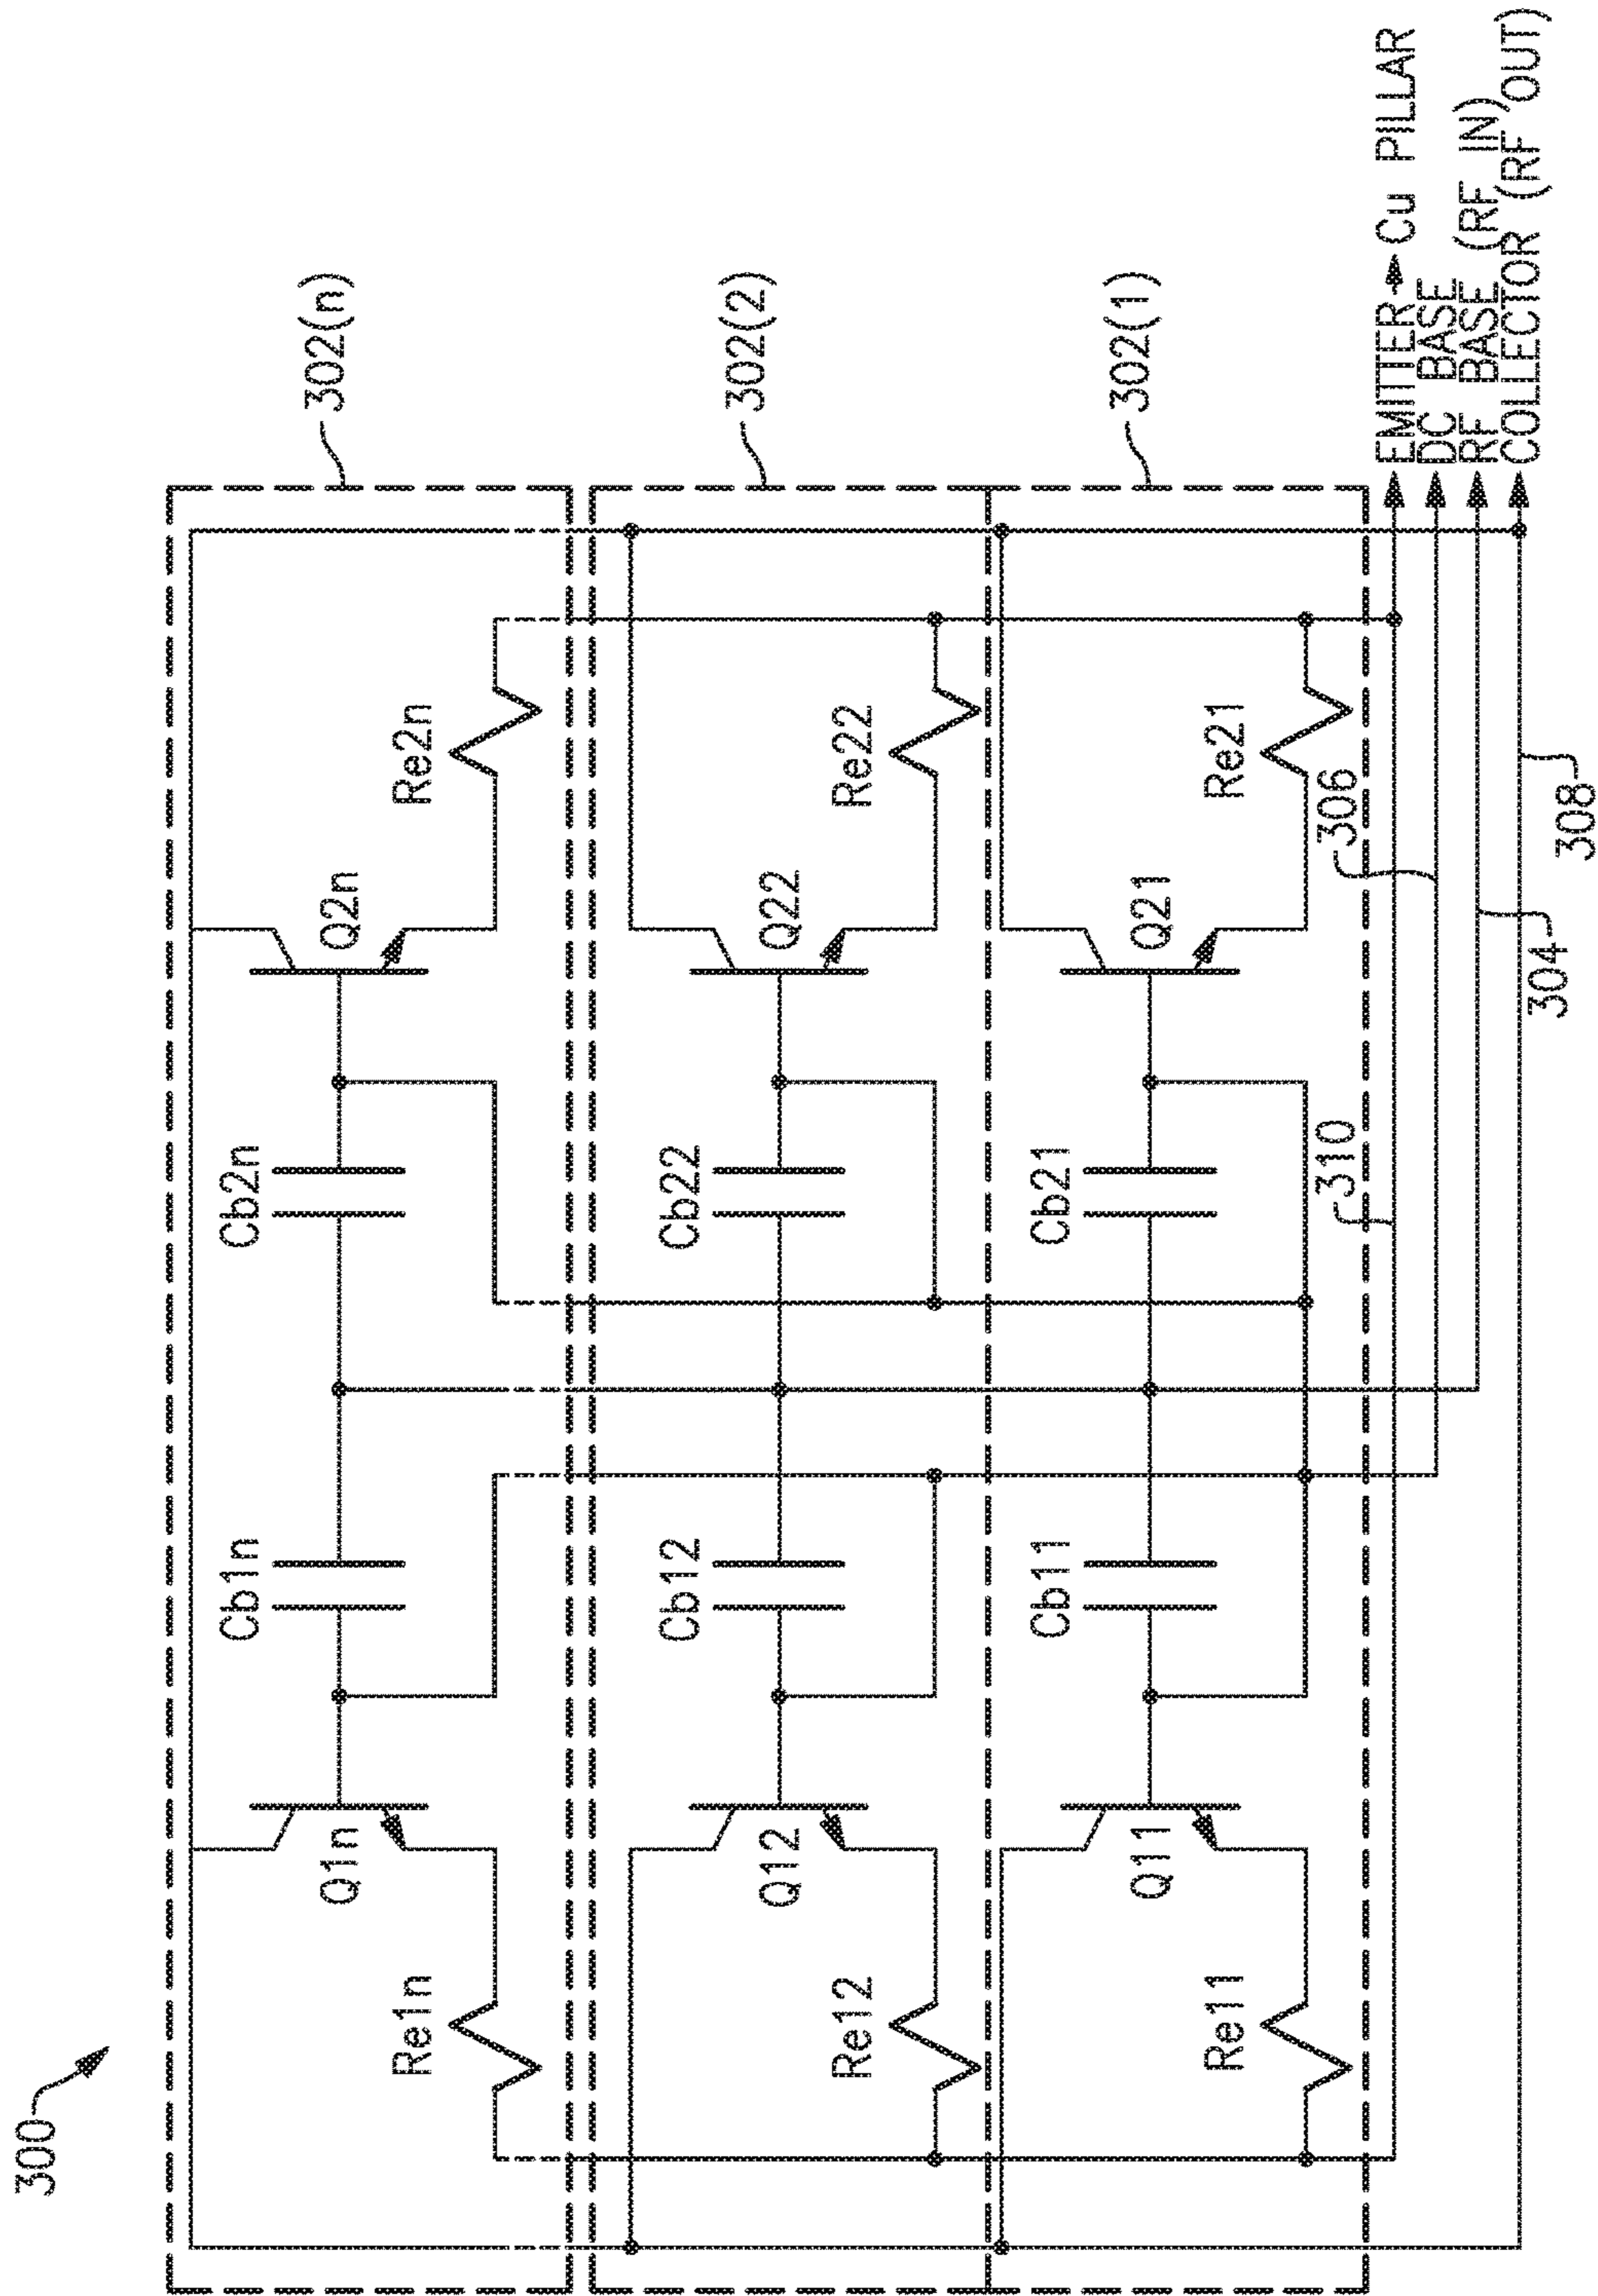 300
302(n)
302(2)
302(1)
Re1n
Q1n
Cb1n
Cb2n
Q2n
Re2n
Re12
Q12
Cb12
Cb22
Q22
Re22
Re11
Q11
Cb11
Cb21
Q21
Re21
310
306
304
308
EMITTER → Cu PILLAR
DC BASE
RF BASE (RF IN)
COLLECTOR (RF OUT)